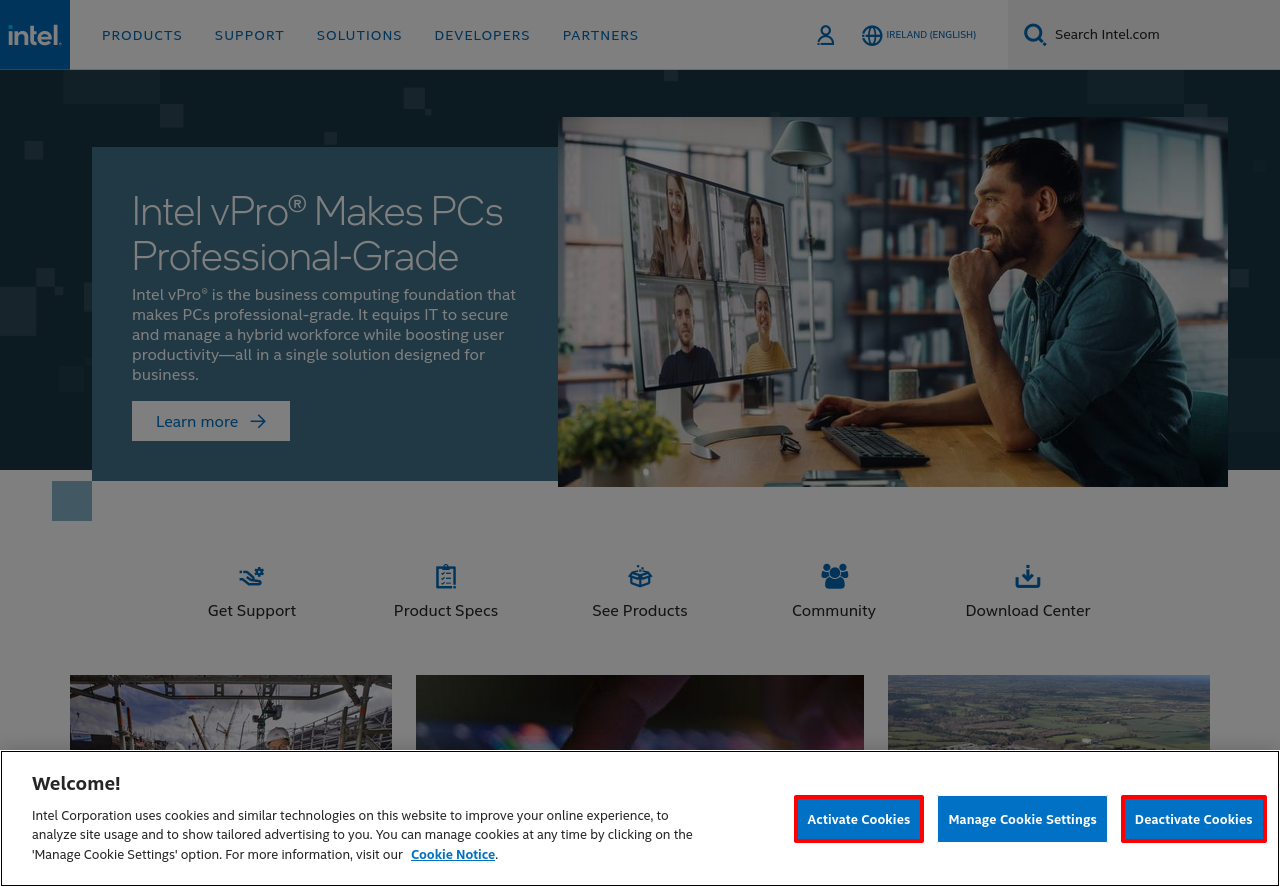 intel.
PRODUCTS
SUPPORT
SOLUTIONS
DEVELOPERS
PARTNERS
IRELAND (ENGLISH)
Search Intel.com
Intel vPro® Makes PCs
Professional-Grade
Intel vPro® is the business computing foundation that
makes PCs professional-grade. It equips IT to secure
and manage a hybrid workforce while boosting user
productivity—all in a single solution designed for
business.
Learn more
Get Support
Product Specs
See Products
Community
Download Center
Welcome!
Intel Corporation uses cookies and similar technologies on this website to improve your online experience, to
analyze site usage and to show tailored advertising to you. You can manage cookies at any time by clicking on the
'Manage Cookie Settings' option. For more information, visit our Cookie Notice.
Activate Cookies
Manage Cookie Settings
Deactivate Cookies